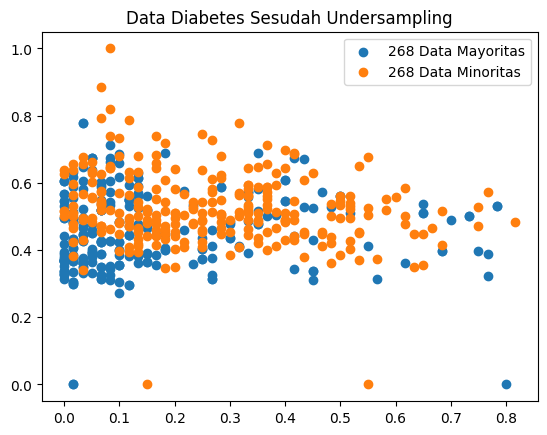 Data Diabetes Sesudah Undersampling
268 Data Mayoritas
268 Data Minoritas
1.0
0.8
0.6
0.4
0.2
0.0
0.0 0.1 0.2 0.3 0.4 0.5 0.6 0.7 0.8